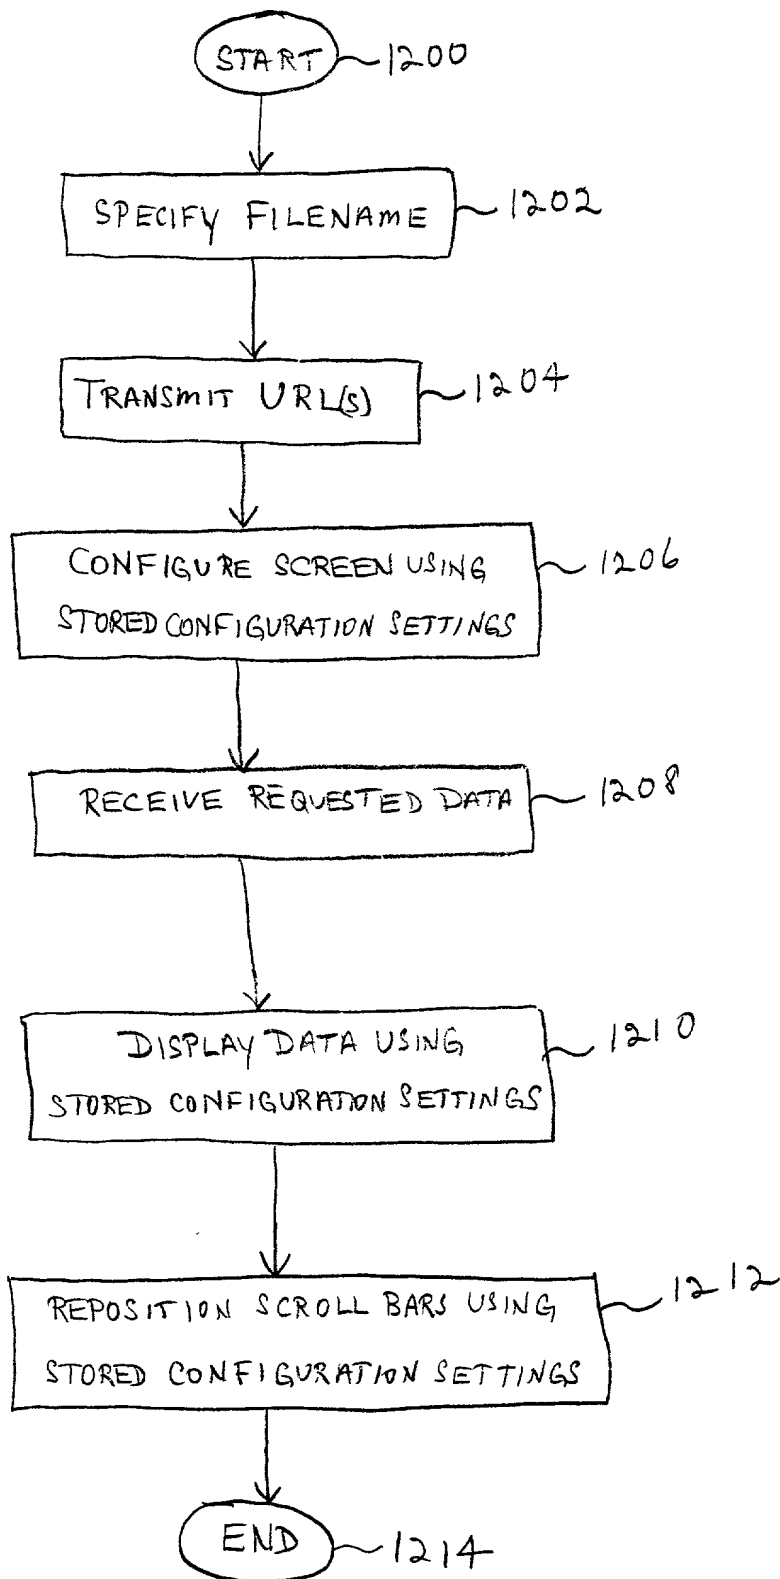 START 1200
SPECIFY FILENAME 1202
TRANSMIT URL(S) 1204
CONFIGURE SCREEN USING 1206
STORED CONFIGURATION SETTINGS
RECEIVE REQUESTED DATA 1208
DISPLAY DATA USING 1210
STORED CONFIGURATION SETTINGS
REPOSITION SCROLL BARS USING 1212
STORED CONFIGURATION SETTINGS
END 1214